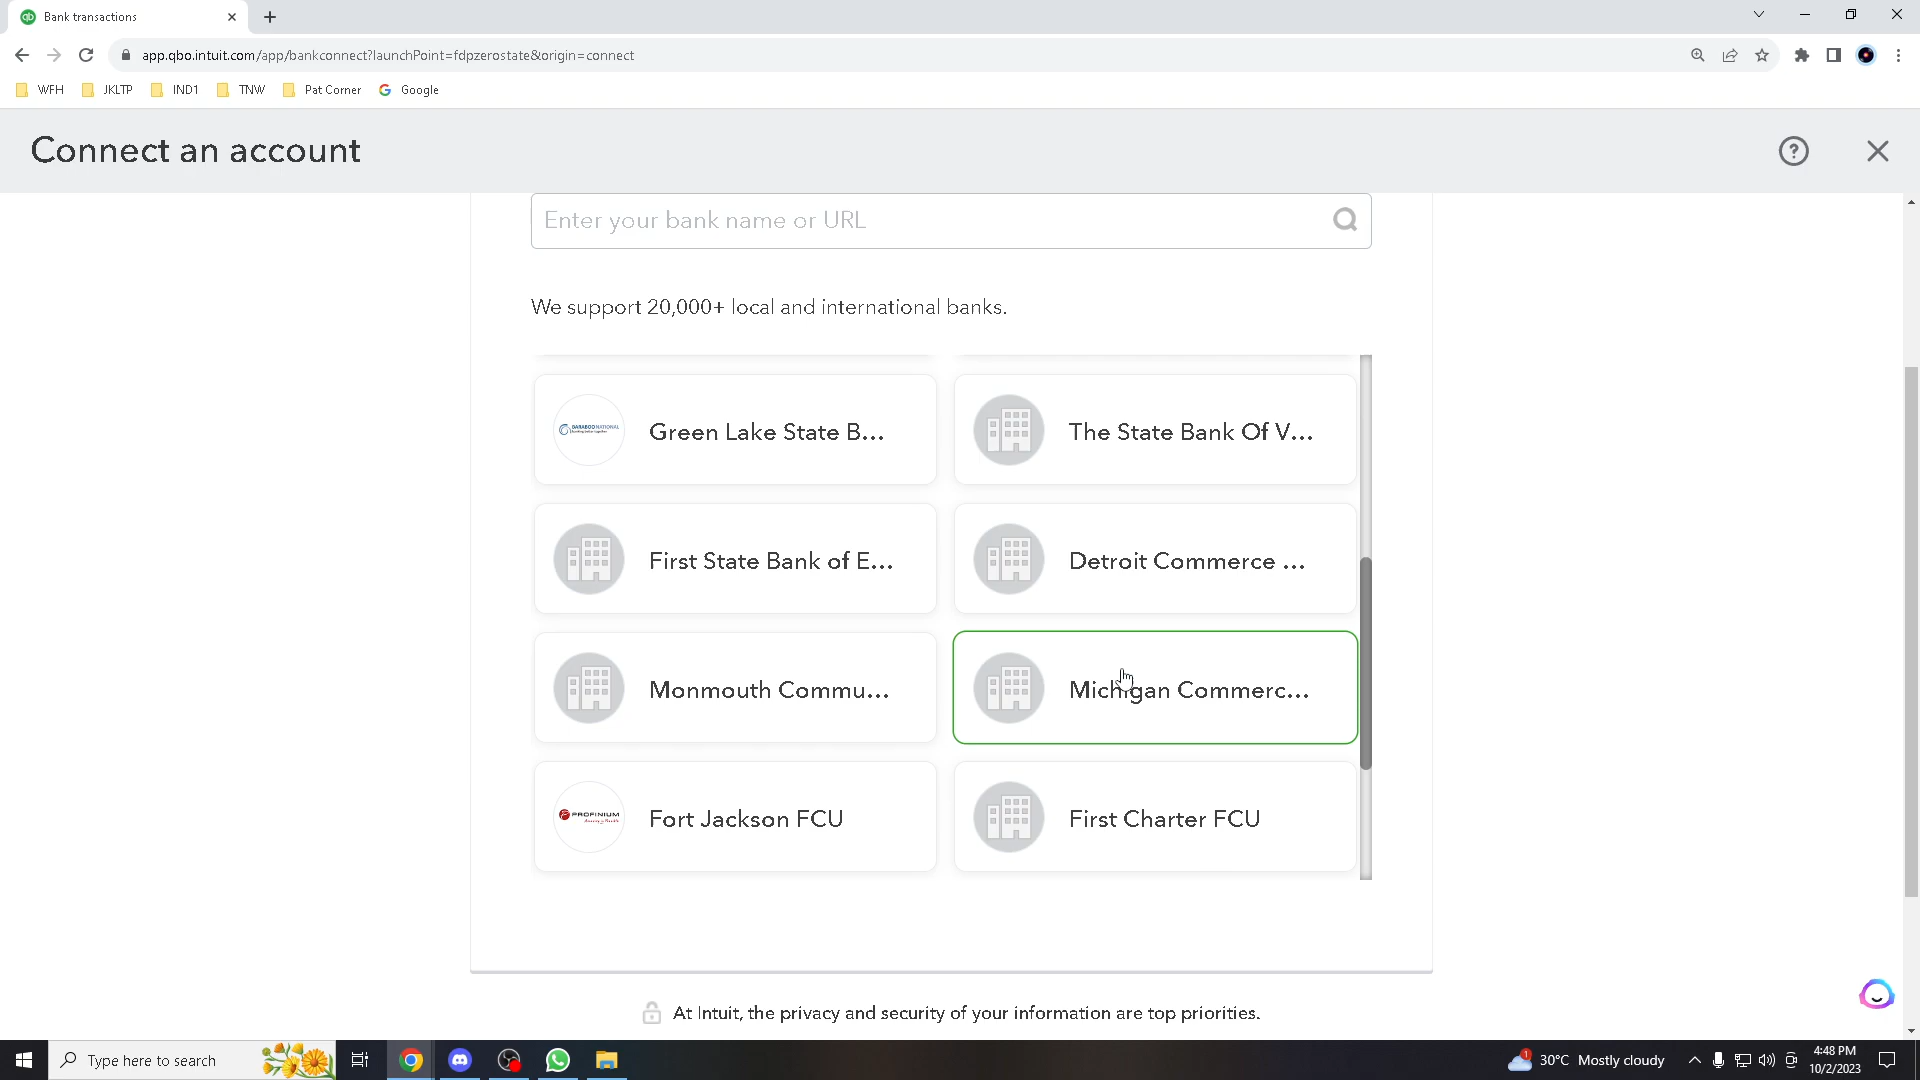 Bank transactions
app.qbo.intuit.com/app/bankconnect?launchPoint=fdpzerostate&origin=connect
WFH JKLTP IND1 TNW Pat Corner Google
Connect an account
Enter your bank name or URL
We support 20,000+ local and international banks.
Green Lake State B... The State Bank Of V...
First State Bank of E... Detroit Commerce ...
Monmouth Commu... Michigan Commerc...
PROFINIUM
Fort Jackson FCU First Charter FCU
At Intuit, the privacy and security of your information are top priorities.
Type here to search
1 30°C Mostly cloudy
4:48 PM
10/2/2023